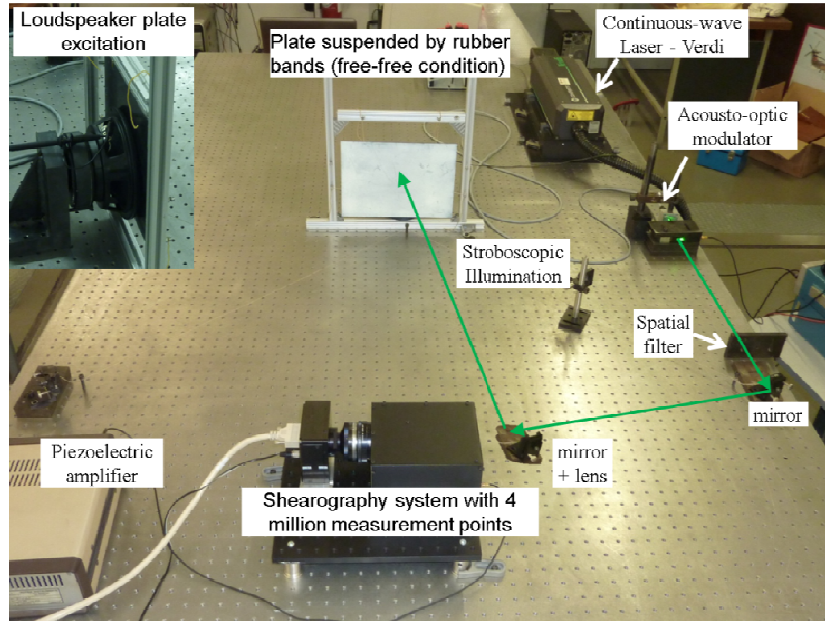 Loudspeaker plate
excitation
Plate suspended by rubber
bands (free-free condition)
Continuous-wave
Laser - Verdi
Acousto-optic
modulator
Stroboscopic
Illumination
Spatial
filter
mirror
mirror
+ lens
Piezoelectric
amplifier
Shearography system with 4
million measurement points